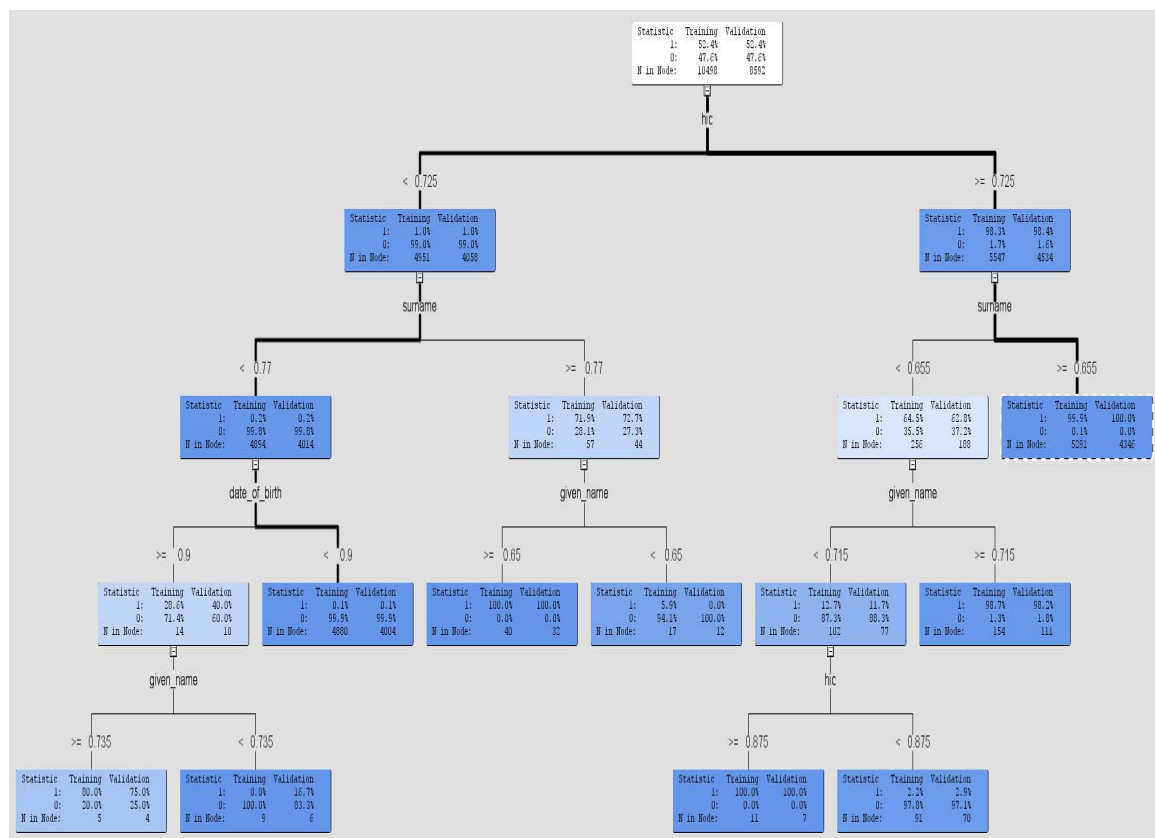 Statistic Training Validation
1: 52.4% 52.4%
0: 47.6% 47.6%
N in Node: 10498 8592
hic
< 0.725
>= 0.725
Statistic Training Validation
1: 1.0% 1.0%
0: 99.0% 99.0%
N in Node: 4951 4058
Statistic Training Validation
1: 98.3% 98.4%
0: 1.7% 1.6%
N in Node: 5547 4534
surname
surname
< 0.77
>= 0.77
< 0.655
>= 0.655
Statistic Training Validation
1: 0.2% 0.2%
0: 99.8% 99.8%
N in Node: 4894 4014
Statistic Training Validation
1: 71.9% 72.7%
0: 28.1% 27.3%
N in Node: 57 44
Statistic Training Validation
1: 64.5% 62.8%
0: 35.5% 37.2%
N in Node: 256 188
Statistic Training Validation
1: 99.9% 100.0%
0: 0.1% 0.0%
N in Node: 5291 4346
date_of_birth
given_name
given_name
>= 0.9
< 0.9
>= 0.65
< 0.65
< 0.715
>= 0.715
Statistic Training Validation
1: 28.6% 40.0%
0: 71.4% 60.0%
N in Node: 14 10
Statistic Training Validation
1: 0.1% 0.1%
0: 99.9% 99.9%
N in Node: 4880 4004
Statistic Training Validation
1: 100.0% 100.0%
0: 0.0% 0.0%
N in Node: 40 32
Statistic Training Validation
1: 5.9% 0.0%
0: 94.1% 100.0%
N in Node: 17 12
Statistic Training Validation
1: 12.7% 11.7%
0: 87.3% 88.3%
N in Node: 102 77
Statistic Training Validation
1: 98.7% 98.2%
0: 1.3% 1.8%
N in Node: 154 111
given_name
hic
>= 0.735
< 0.735
>= 0.875
< 0.875
Statistic Training Validation
1: 80.0% 75.0%
0: 20.0% 25.0%
N in Node: 5 4
Statistic Training Validation
1: 0.0% 16.7%
0: 100.0% 83.3%
N in Node: 9 6
Statistic Training Validation
1: 100.0% 100.0%
0: 0.0% 0.0%
N in Node: 11 7
Statistic Training Validation
1: 2.2% 2.9%
0: 97.8% 97.1%
N in Node: 91 70